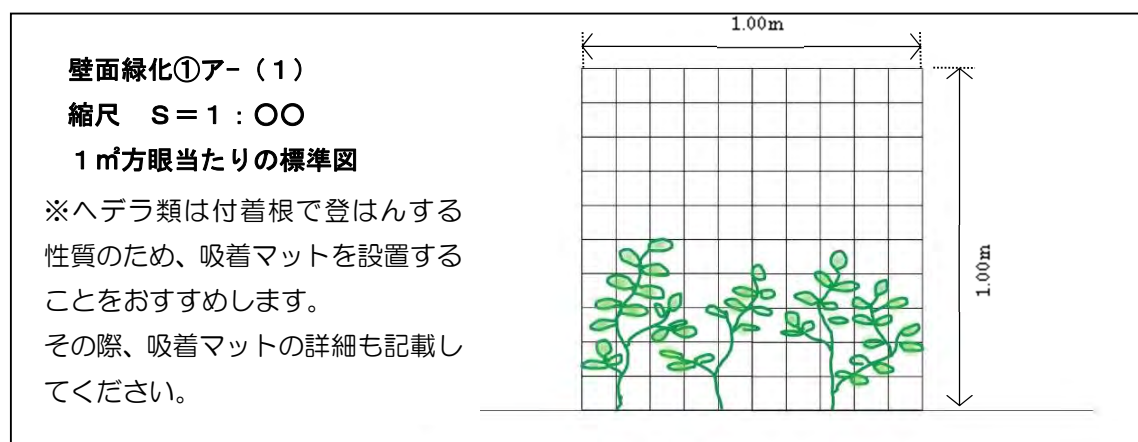 1.00m
壁面緑化①ア-（１）
縮尺　Ｓ＝１：〇〇
１㎡方眼当たりの標準図
※ヘデラ類は付着根で登はんする
性質のため、吸着マットを設置する
ことをおすすめします。
その際、吸着マットの詳細も記載し
てください。
1.00m